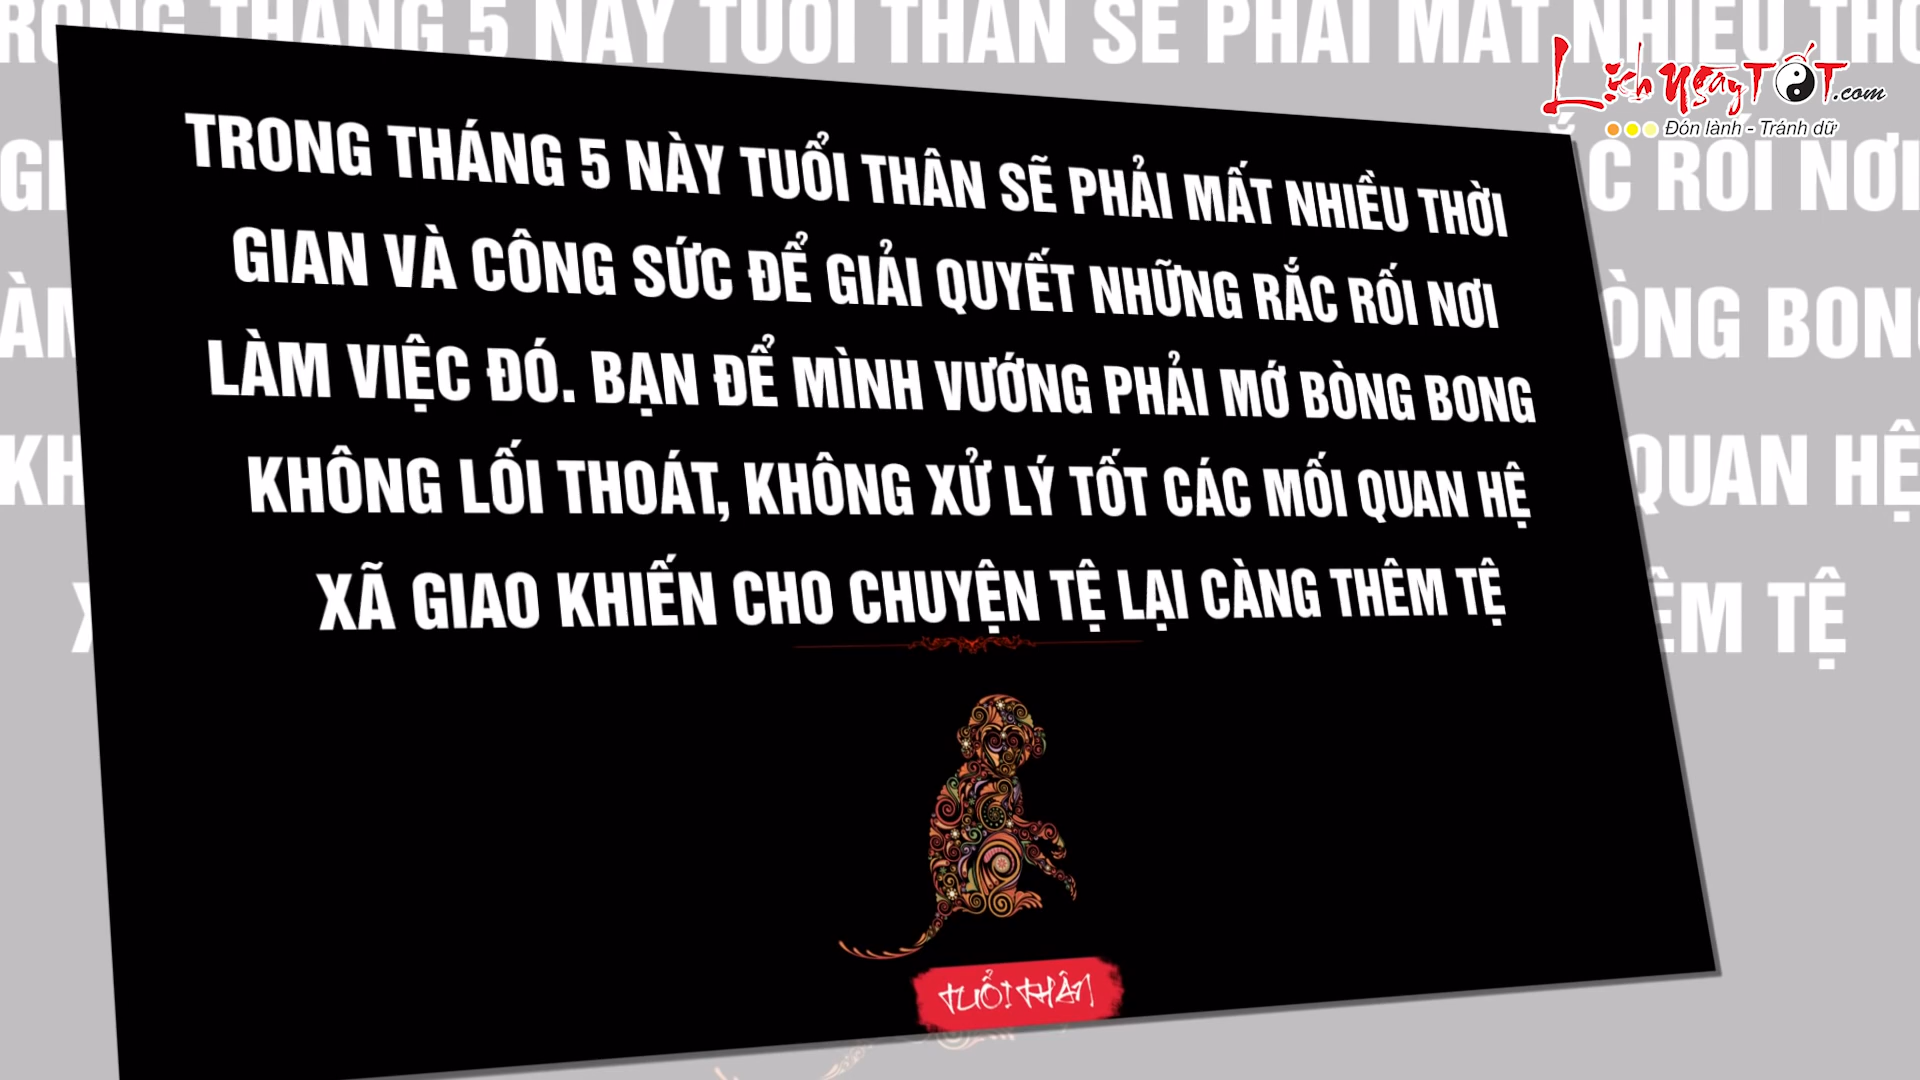 TRONG THÁNG 5 NÀY TUỔI THÂN SẼ PHẢI MẤT NHIỀU THỜI
GIAN VÀ CÔNG SỨC ĐỂ GIẢI QUYẾT NHỮNG RẮC RỐI NƠI
LÀM VIỆC ĐÓ. BẠN ĐỂ MÌNH VƯỚNG PHẢI MỚ BÒNG BONG
KHÔNG LỐI THOÁT, KHÔNG XỬ LÝ TỐT CÁC MỐI QUAN HỆ
XÃ GIAO KHIẾN CHO CHUYỆN TỆ LẠI CÀNG THÊM TỆ
TUỔI THÂN
LịchNgàyTỐT.com
Đón lành - Tránh dữ